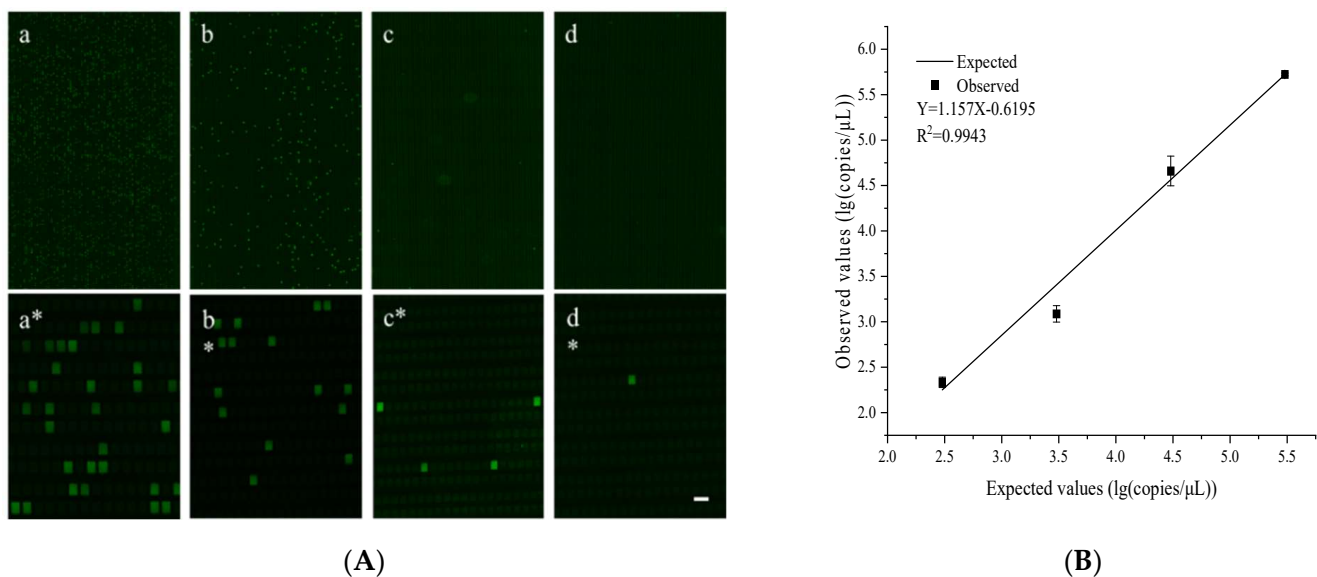 a b c d
a* b c* d
* *
(A)
6.0
5.5
5.0
4.5
4.0
3.5
3.0
2.5
2.0
Observed values (lg(copies/μL))
Expected
Observed
Y=1.157X-0.6195
R²=0.9943
2.0 2.5 3.0 3.5 4.0 4.5 5.0 5.5
Expected values (lg(copies/μL))
(B)